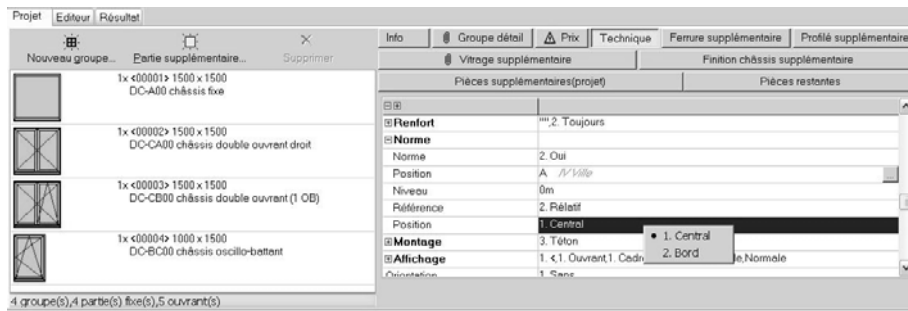 Projet Editeur Résultat
Nouveau groupe... Partie supplémentaire... Supprimer
1x <00001> 1500 x 1500
DC-A00 châssis fixe
1x <00002> 1500 x 1500
DC-CA00 châssis double ouvrant droit
1x <00003> 1500 x 1500
DC-CB00 châssis double ouvrant (1 OB)
1x <00004> 1000 x 1500
DC-BC00 châssis oscillo-battant
4 groupe(s),4 partie(s) fixe(s),5 ouvrant(s)
Info Groupe détail Prix Technique Ferrure supplémentaire Profilé supplémentaire
Vitrage supplémentaire Finition châssis supplémentaire
Pièces supplémentaires(projet) Pièces restantes
Renfort "",2. Toujours
Norme
Norme 2. Oui
Position A IV Ville ...
Niveau 0m
Référence 2. Rélatif
Position 1. Central
1. Central
2. Bord
Montage 3. Téton
Affichage 1. <,1. Ouvrant,1. Cadre le,Normale
Orientation 1. Sans